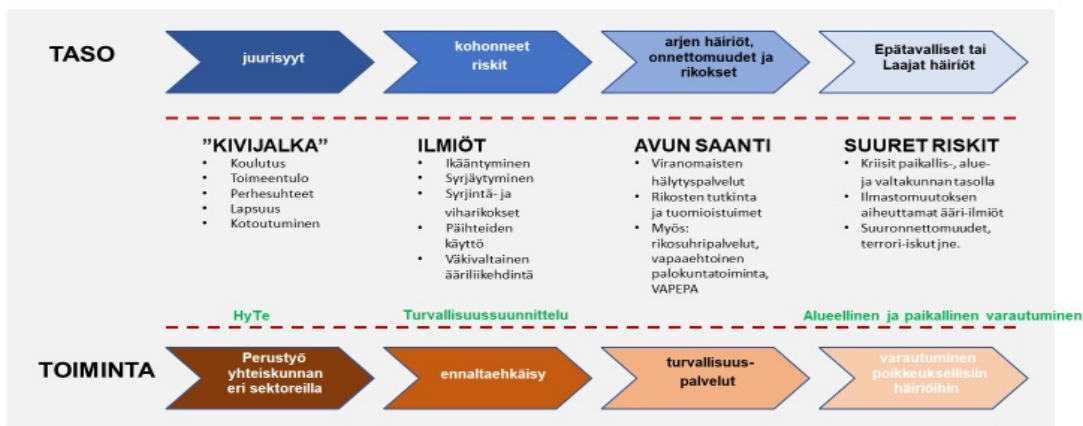 TASO
juurisyyt
kohonneet
riskit
arjen häiriöt,
onnettomuudet ja
rikokset
Epätavalliset tai
Laajat häiriöt
”KIVIJALKA”
• Koulutus
• Toimeentulo
• Perhesuhteet
• Lapsuus
• Kotoutuminen
ILMIÖT
• Ikääntyminen
• Syrjäytyminen
• Syrjintä- ja
viharikokset
• Päihteiden
käyttö
• Väkivaltainen
ääriliikehdintä
AVUN SAANTI
• Viranomaisten
hälytyspalvelut
• Rikosten tutkinta
ja tuomioistuimet
• Myös:
rikosuhripalvelut,
vapaaehtoinen
palokuntatoiminta,
VAPEPA
SUURET RISKIT
• Kriisit paikallis-, alue-
ja valtakunnan tasolla
• Ilmastomuutoksen
aiheuttamat ääri-ilmiöt
• Suuronnettomuudet,
terrori-iskut jne.
HyTe
Turvallisuussuunnittelu
Alueellinen ja paikallinen varautuminen
TOIMINTA
Perustyö
yhteiskunnan
eri sektoreilla
ennaltaehkäisy
turvallisuus-
palvelut
varautuminen
poikkeuksellisiin
häiriöihin